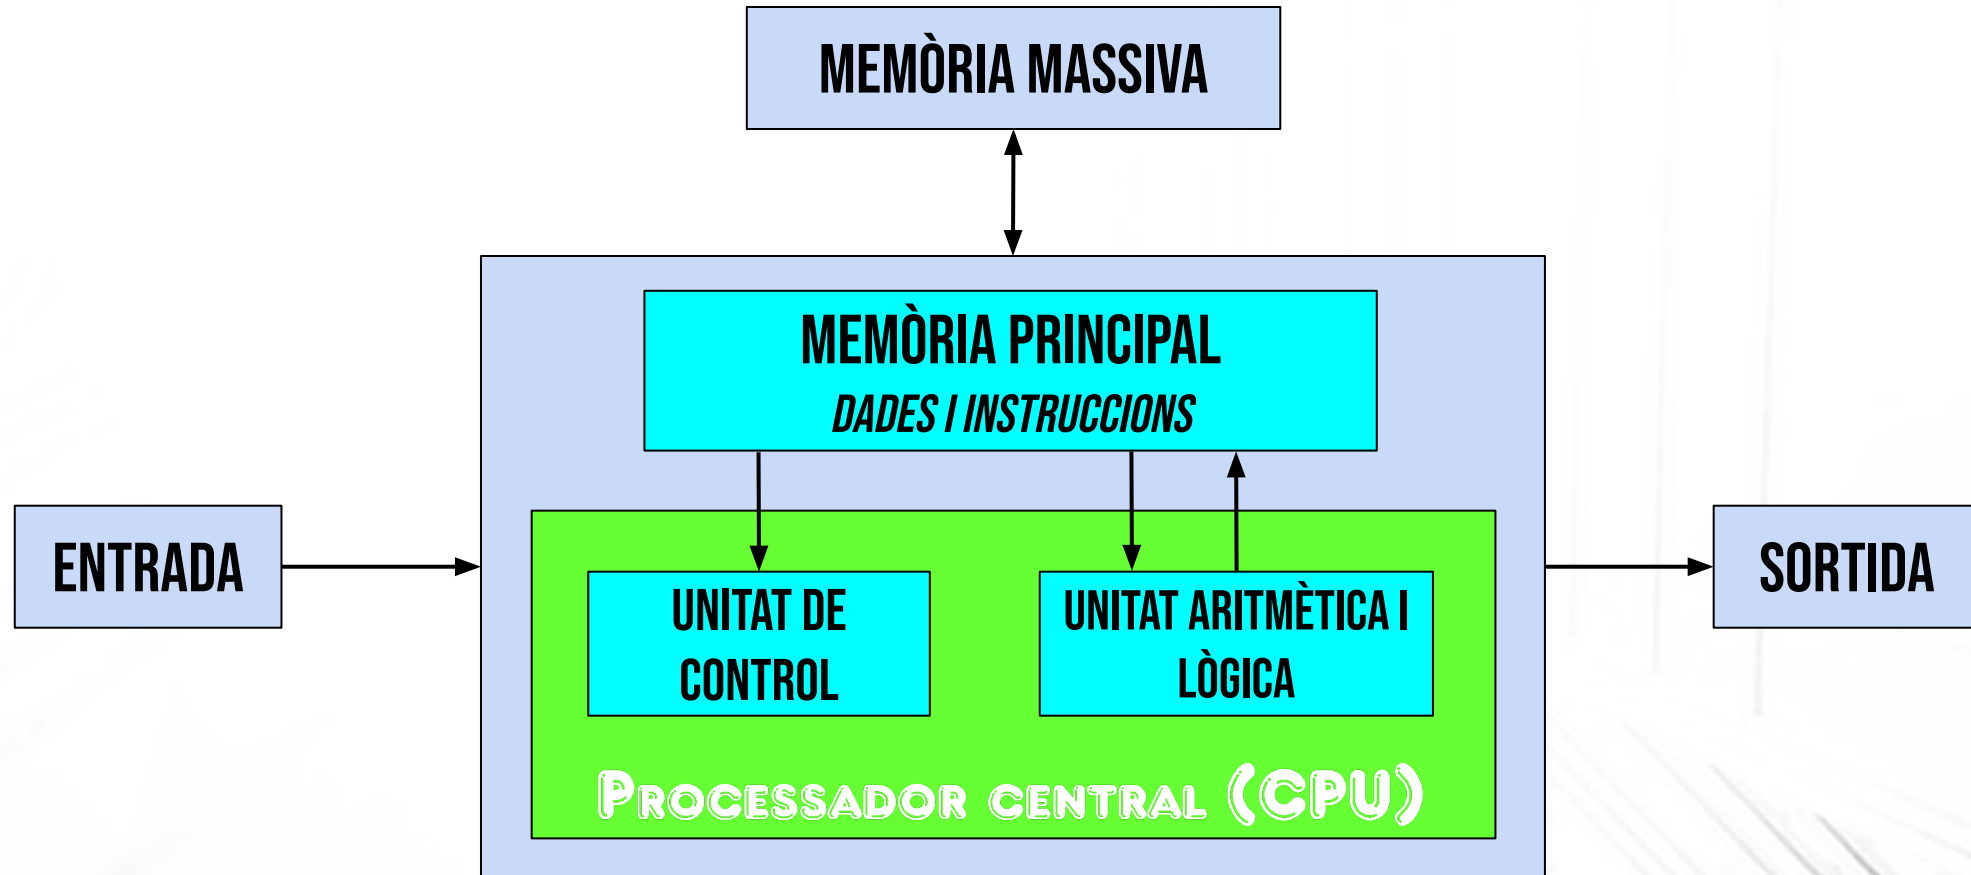 MEMÒRIA MASSIVA
MEMÒRIA PRINCIPAL
DADES I INSTRUCCIONS
ENTRADA
UNITAT DE
CONTROL
UNITAT ARITMÈTICA I
LÒGICA
SORTIDA
PROCESSADOR CENTRAL (CPU)